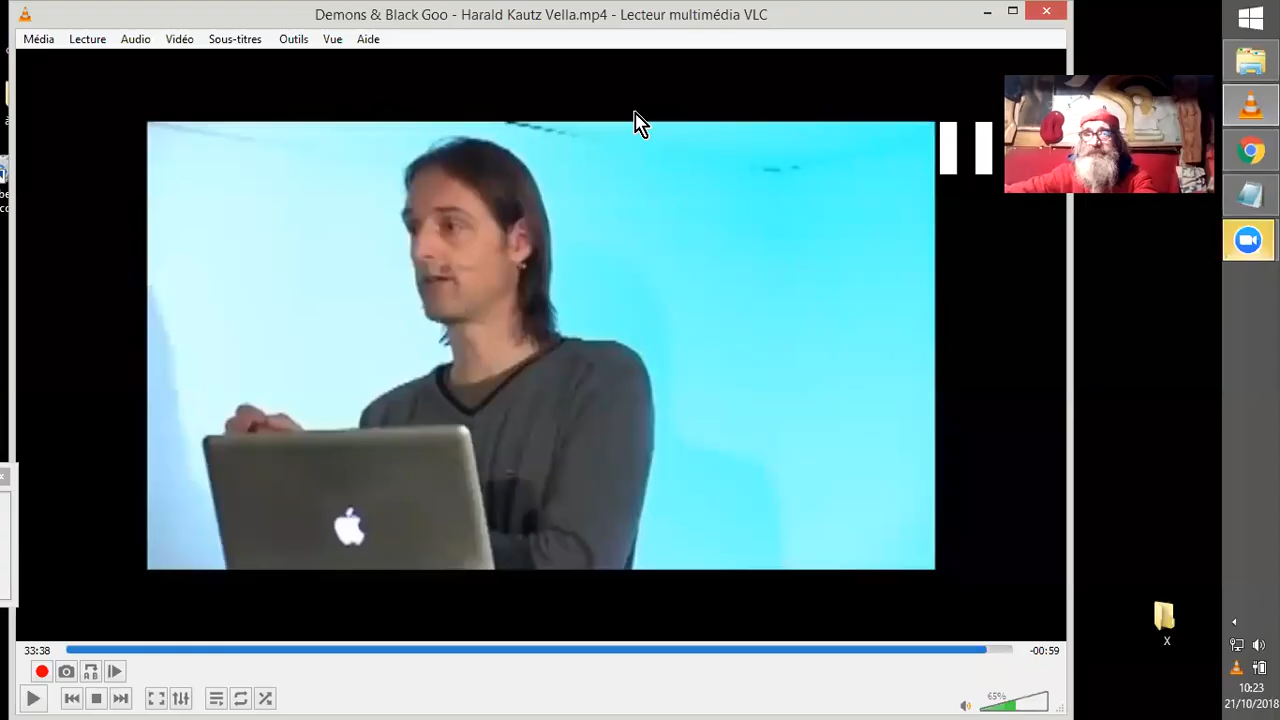 Demons & Black Goo - Harald Kautz Vella.mp4 - Lecteur multimédia VLC
Média Lecture Audio Vidéo Sous-titres Outils Vue Aide
33:38
-00:59
A B
65%
X
10:23
21/10/2018